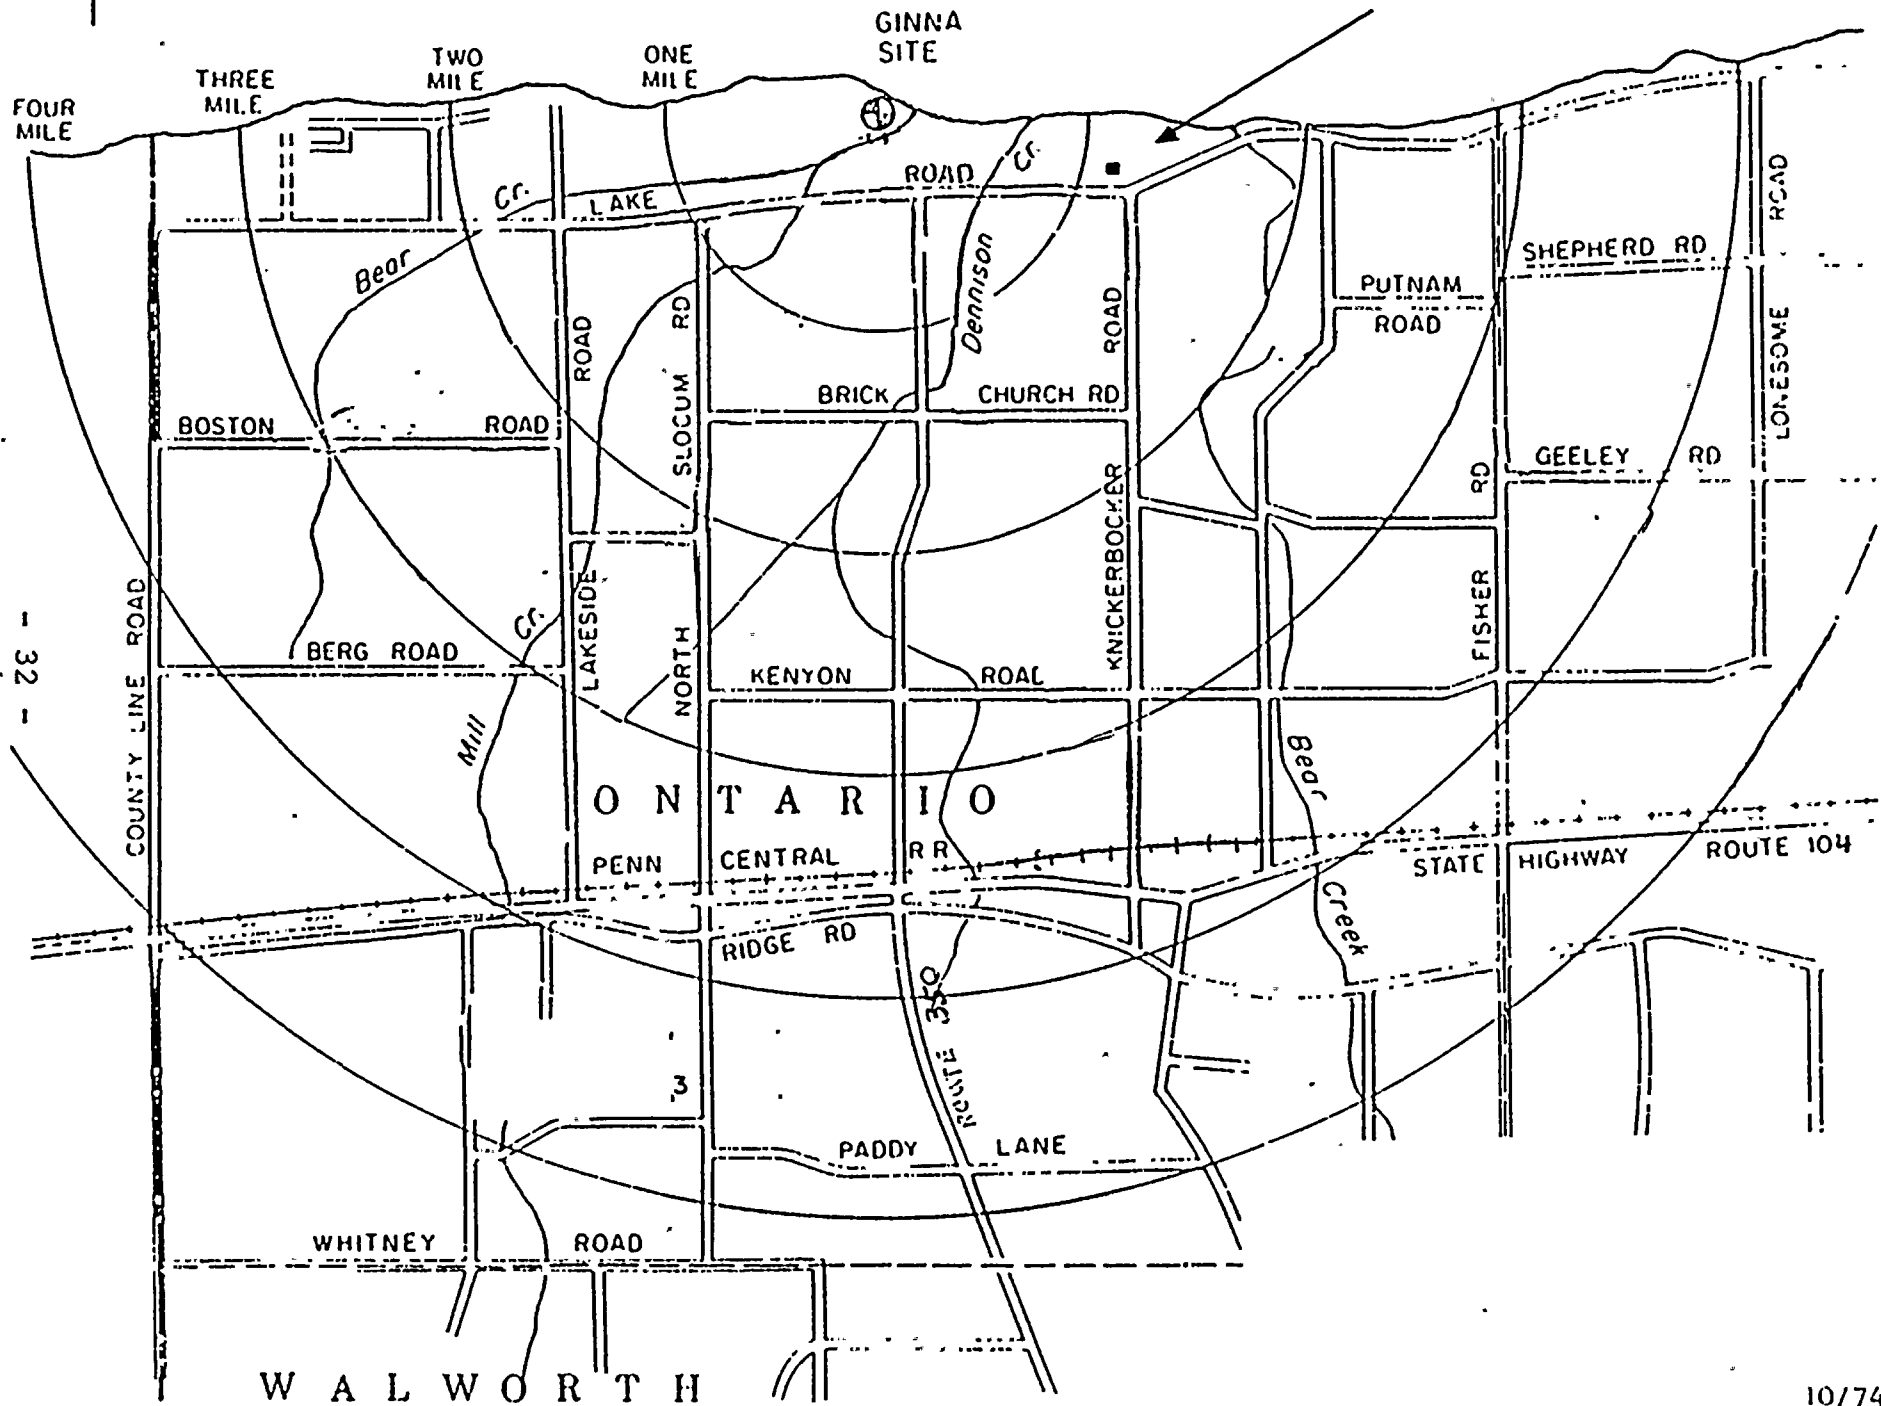 GINNA
SITE
ONE
MILE
TWO
MILE
THREE
MILE
FOUR
MILE
Cr.
Cr.
ROAD
LAKE
ROAD
SHEPHERD RD
Bear
Dennison
PUTNAM
ROAD
ROAD
RD
ROAD
LONESOME
BRICK
CHURCH RD
BOSTON
ROAD
SLOCUM
GEELEY
RD
RD
KNICKERBOCKER
LAKESIDE
FISHER
COUNTY LINE ROAD
- 32 -
Cr.
BERG ROAD
NORTH
KENYON
ROAD
Mill
Bear
ONTARIO
PENN
CENTRAL
RR
STATE
HIGHWAY
ROUTE 104
RIDGE
RD
Creek
350
ROUTE
3
PADDY
LANE
WHITNEY
ROAD
WALWORTH
10/74